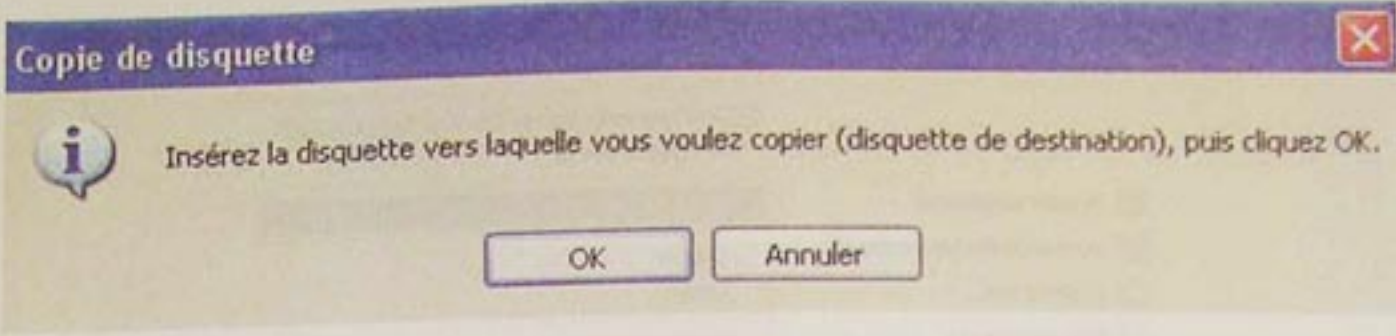 Copie de disquette
Insérez la disquette vers laquelle vous voulez copier (disquette de destination), puis cliquez OK.
OK
Annuler